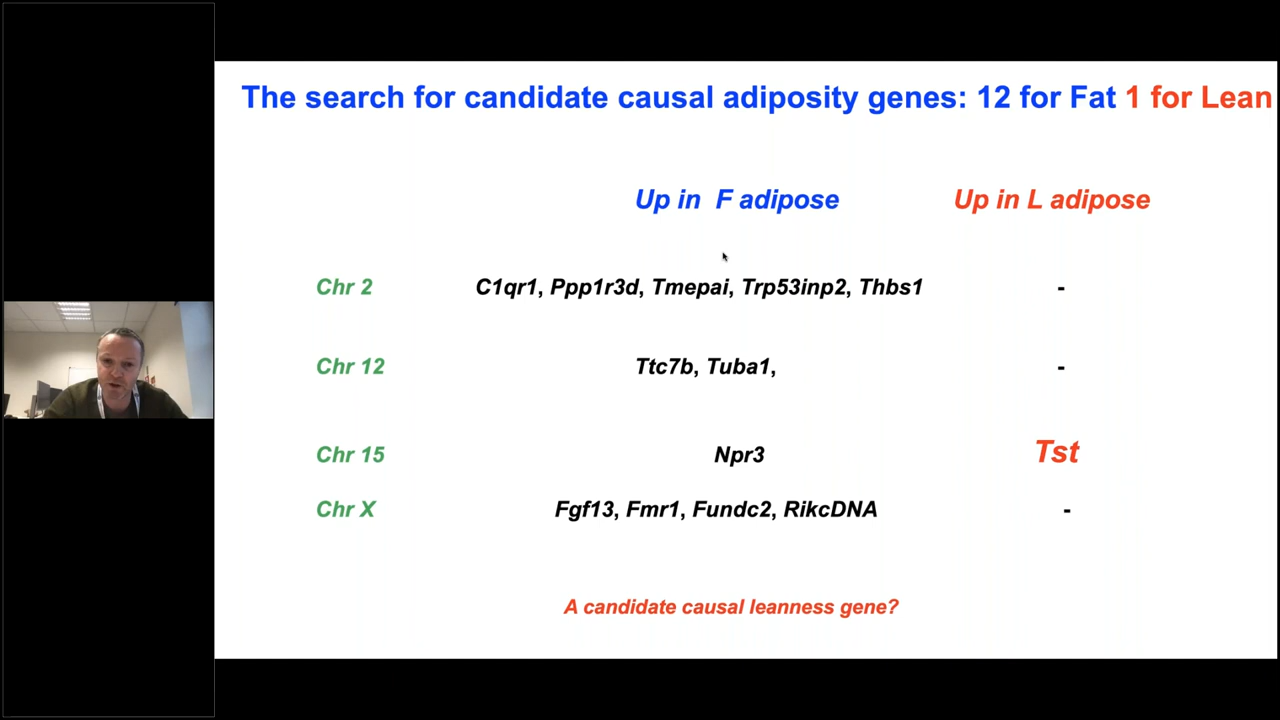 The search for candidate causal adiposity genes: 12 for Fat 1 for Lean
Up in F adipose Up in L adipose
Chr 2 C1qr1, Ppp1r3d, Tmepai, Trp53inp2, Thbs1 -
Chr 12 Ttc7b, Tuba1, -
Chr 15 Npr3 Tst
Chr X Fgf13, Fmr1, Fundc2, RikcDNA -
A candidate causal leanness gene?